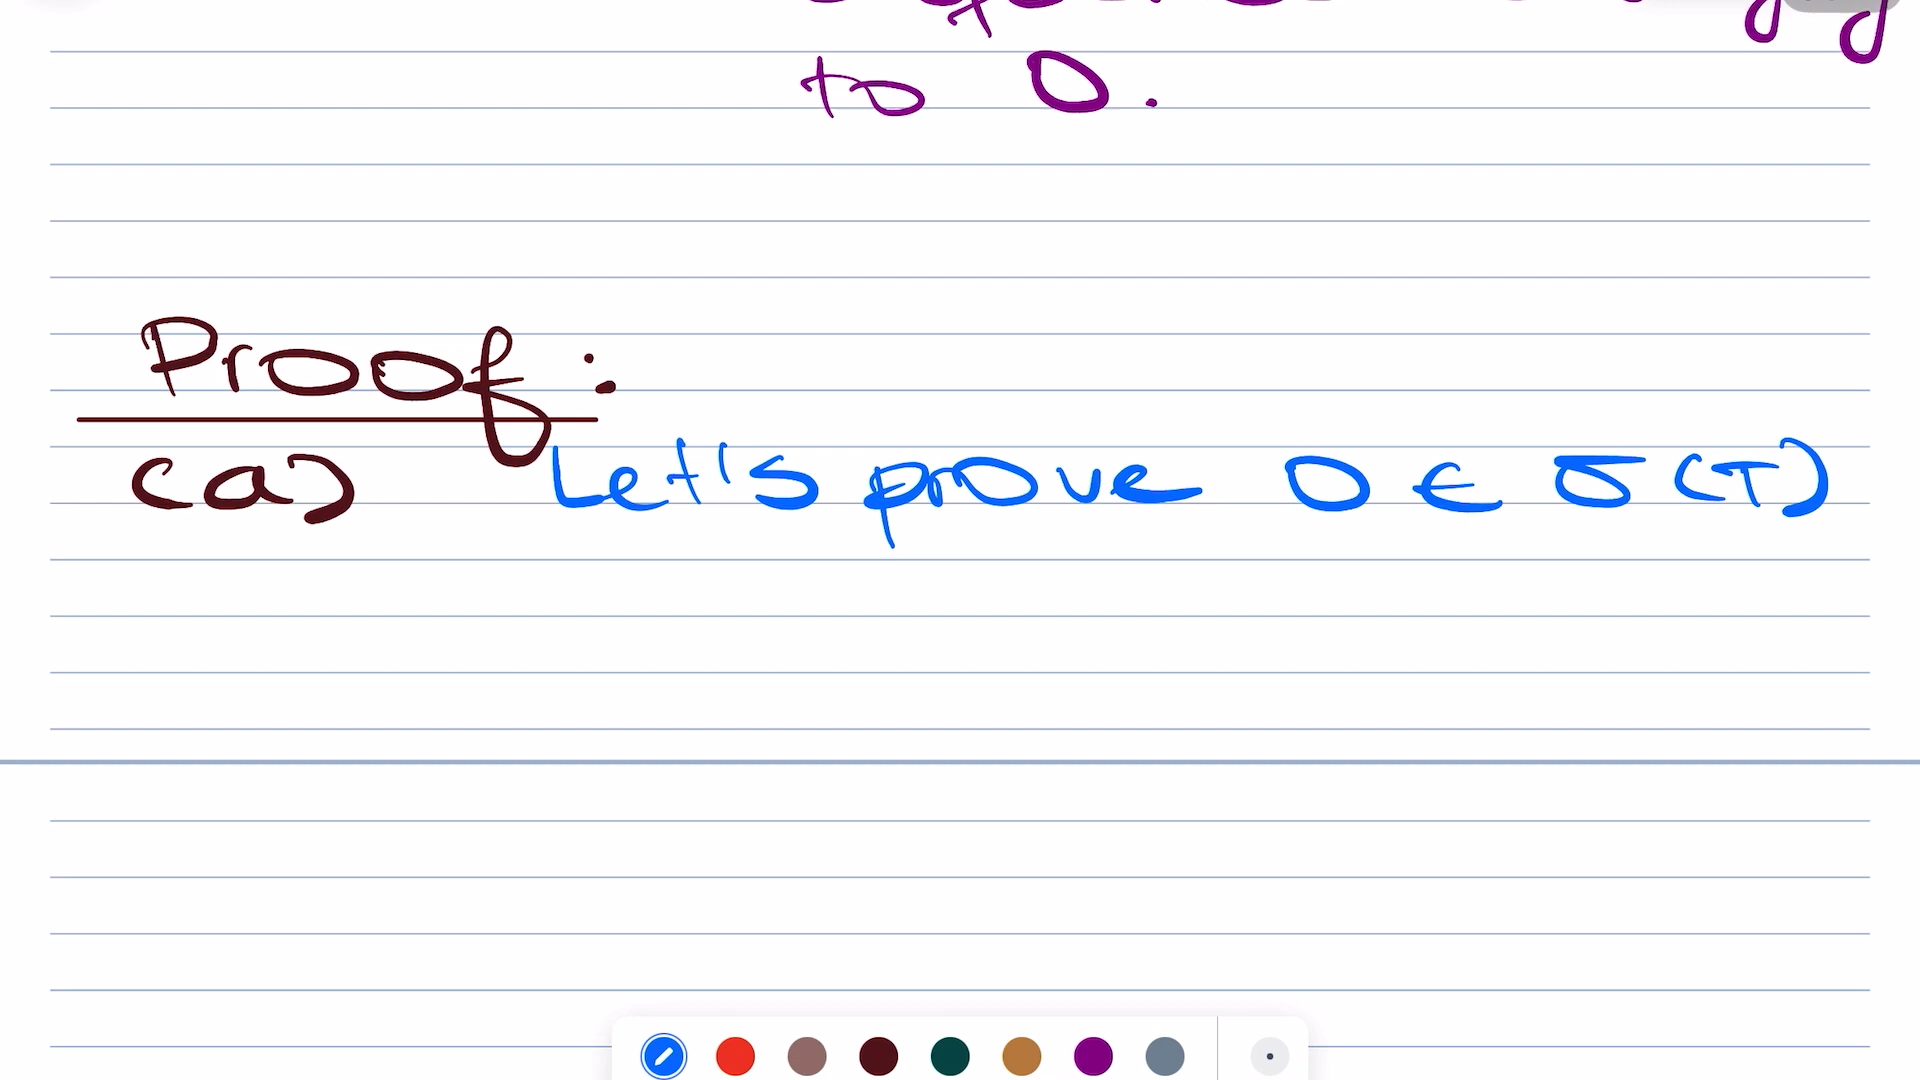 to 0.
Proof :
(a) Let's prove 0 ∈ σ(T)